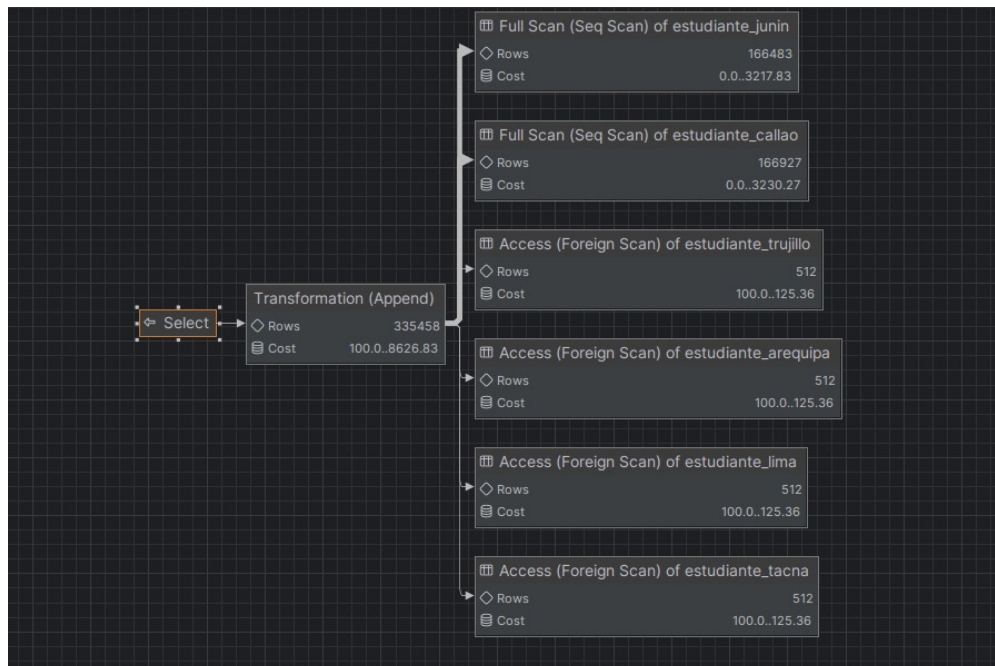 Full Scan (Seq Scan) of estudiante_junin
Rows 166483
Cost 0.0..3217.83
Full Scan (Seq Scan) of estudiante_callao
Rows 166927
Cost 0.0..3230.27
Access (Foreign Scan) of estudiante_trujillo
Rows 512
Cost 100.0..125.36
Select
Transformation (Append)
Rows 335458
Cost 100.0..8626.83
Access (Foreign Scan) of estudiante_arequipa
Rows 512
Cost 100.0..125.36
Access (Foreign Scan) of estudiante_lima
Rows 512
Cost 100.0..125.36
Access (Foreign Scan) of estudiante_tacna
Rows 512
Cost 100.0..125.36